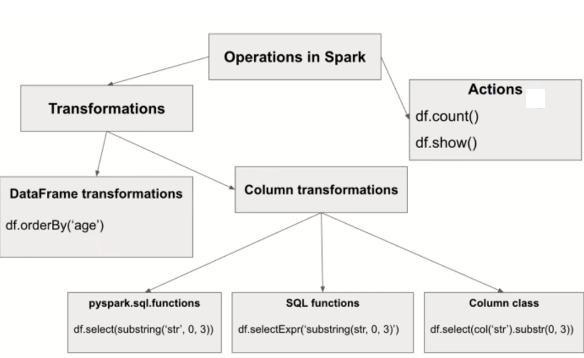 Operations in Spark
Transformations
Actions
df.count()
df.show()
DataFrame transformations
df.orderBy(‘age’)
Column transformations
pyspark.sql.functions
df.select(substring(‘str’, 0, 3))
SQL functions
df.selectExpr(‘substring(str, 0, 3)’)
Column class
df.select(col(‘str’).substr(0, 3))